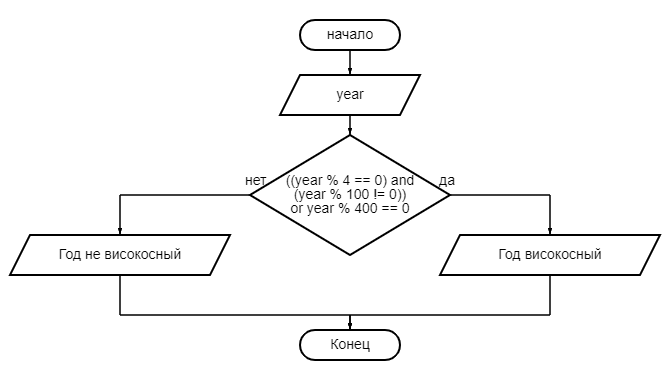 начало
year
нет
((year % 4 == 0) and
(year % 100 != 0))
or year % 400 == 0
да
Год не високосный
Год високосный
Конец